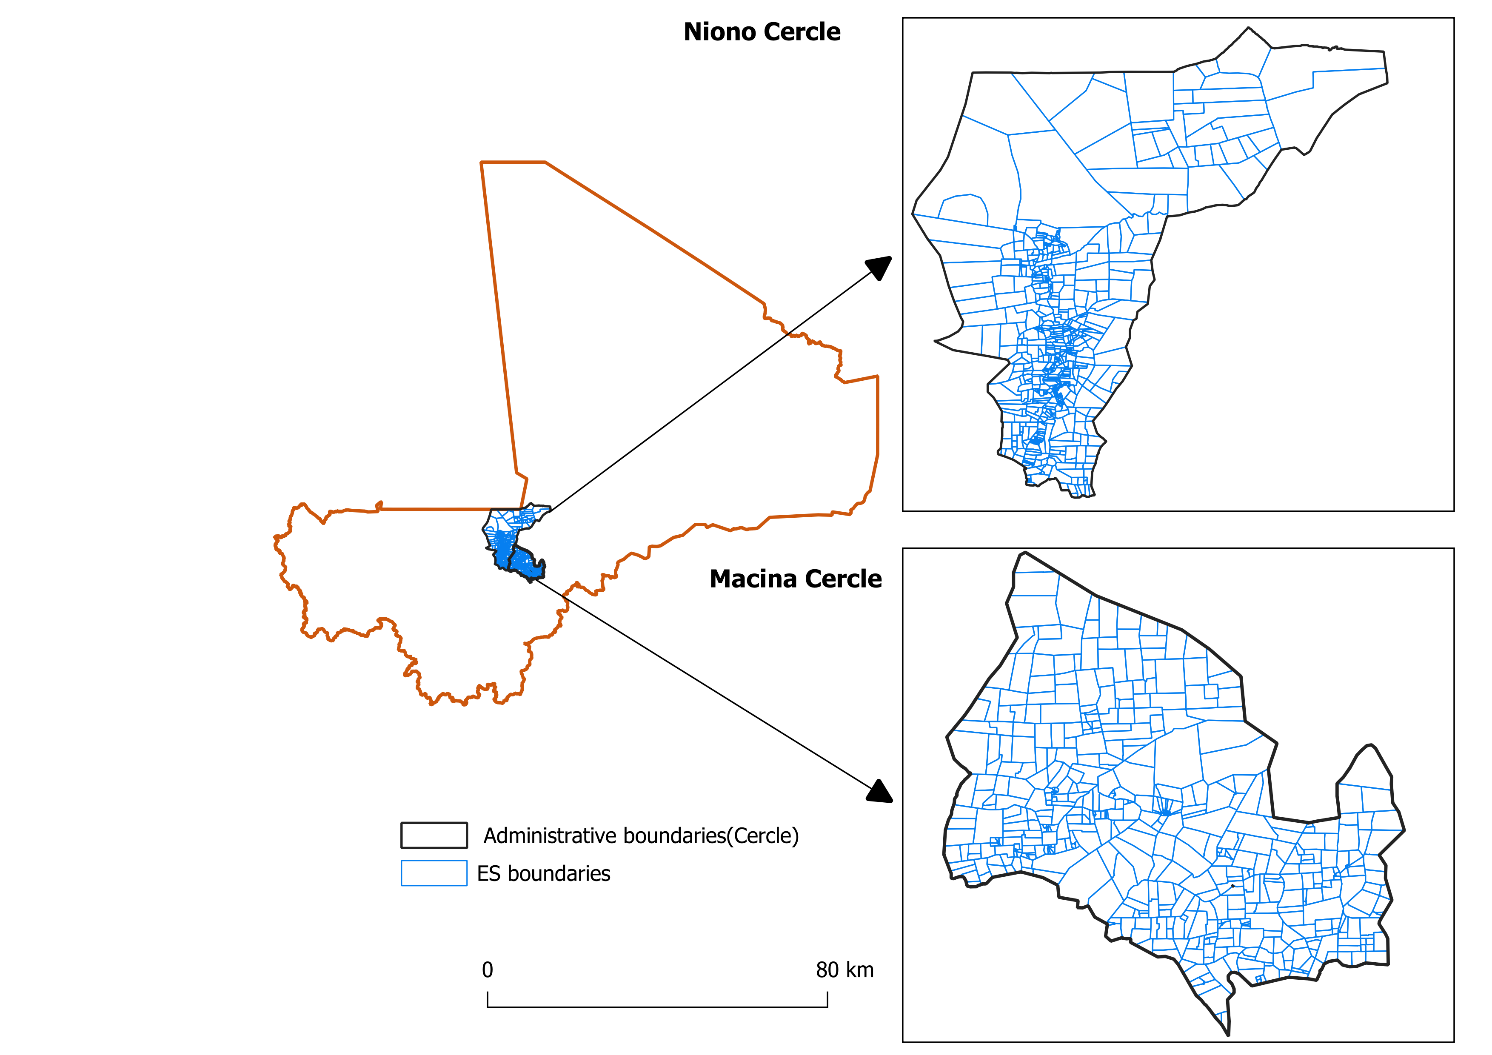 Niono Cercle
Macina Cercle
Administrative boundaries(Cercle)
ES boundaries
0 80 km